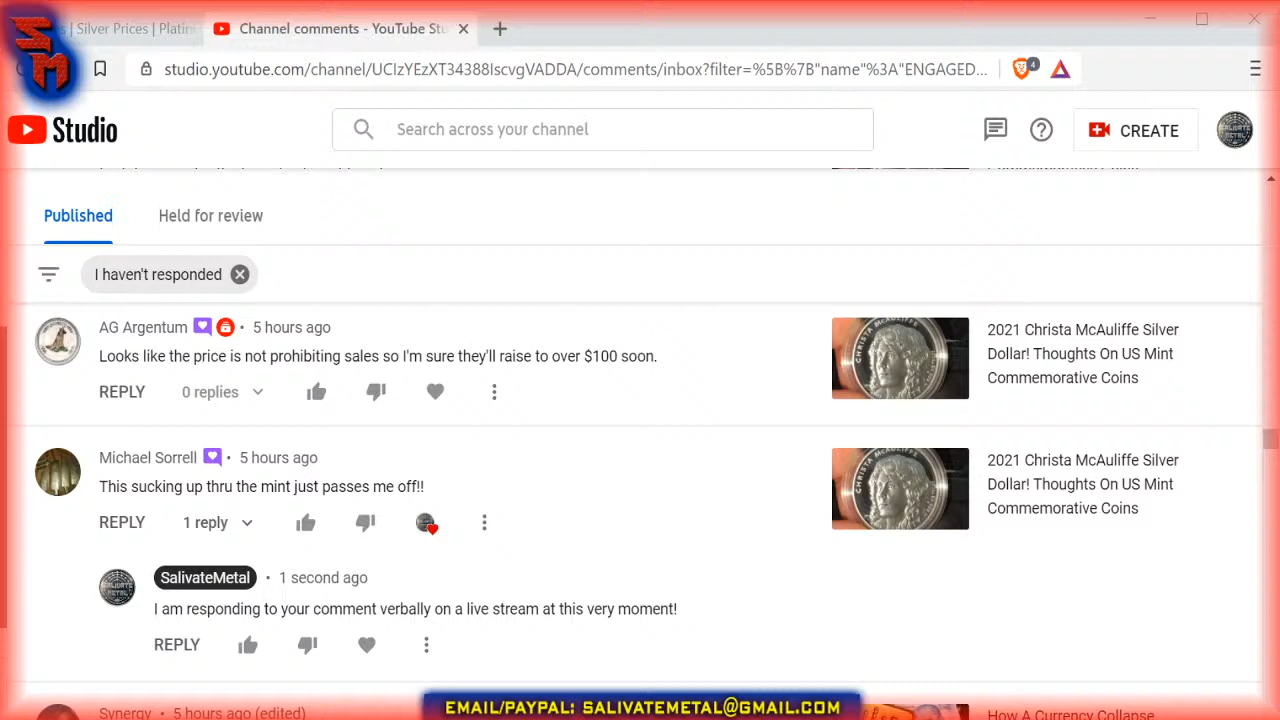 SM
| Silver Prices | Platin
Channel comments - YouTube Stu
studio.youtube.com/channel/UCIzYEzXT34388IscvgVADDA/comments/inbox?filter=%5B%7B"name"%3A"ENGAGED...
4
Studio
Search across your channel
CREATE
Published
Held for review
I haven't responded
AG Argentum • 5 hours ago
Looks like the price is not prohibiting sales so I'm sure they'll raise to over $100 soon.
REPLY 0 replies
CHRISTA McAULIFFE
2021 Christa McAuliffe Silver
Dollar! Thoughts On US Mint
Commemorative Coins
Michael Sorrell • 5 hours ago
This sucking up thru the mint just passes me off!!
REPLY 1 reply
CHRISTA McAULIFFE
2021 Christa McAuliffe Silver
Dollar! Thoughts On US Mint
Commemorative Coins
SalivateMetal • 1 second ago
I am responding to your comment verbally on a live stream at this very moment!
REPLY
Synergy • 5 hours ago (edited)
How A Currency Collapse
EMAIL/PAYPAL: SALIVATEMETAL@GMAIL.COM